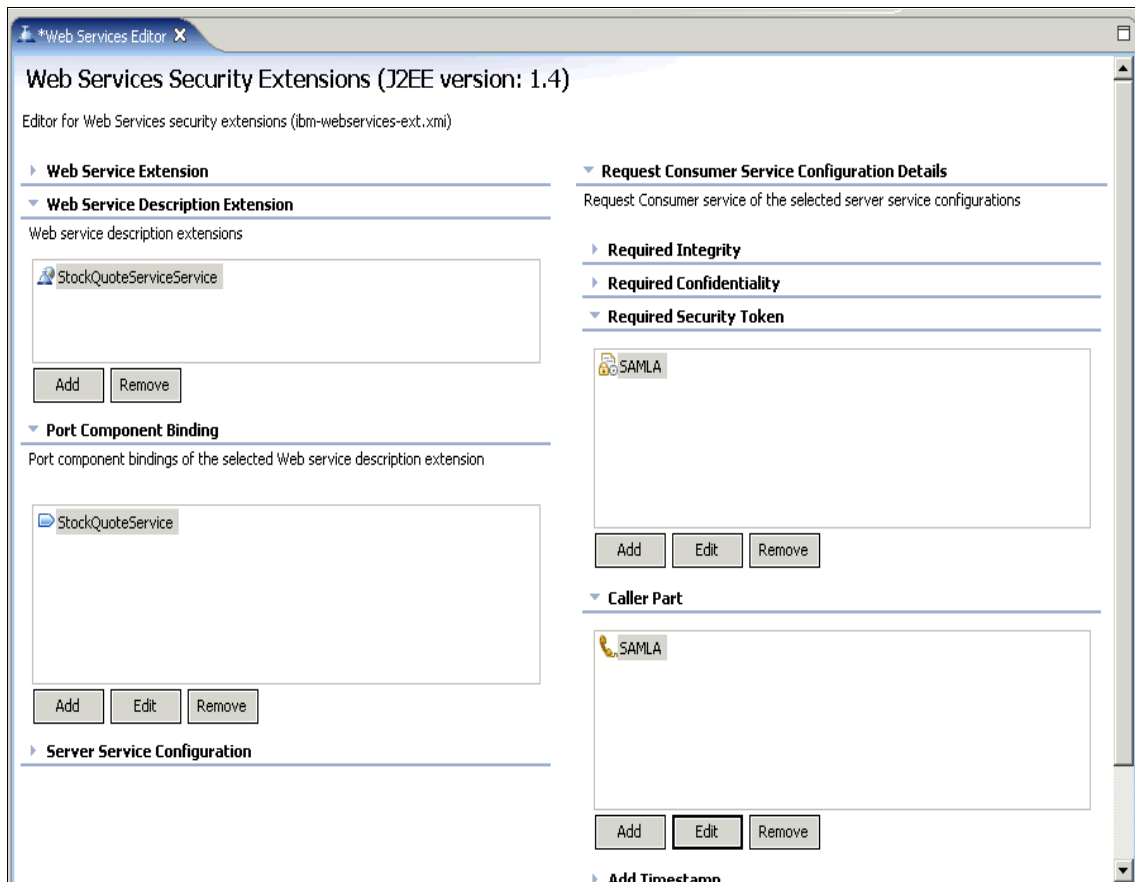 *Web Services Editor
Web Services Security Extensions (J2EE version: 1.4)
Editor for Web Services security extensions (ibm-webservices-ext.xmi)
Web Service Extension
Web Service Description Extension
Web service description extensions
StockQuoteServiceService
Add Remove
Port Component Binding
Port component bindings of the selected Web service description extension
StockQuoteService
Add Edit Remove
Server Service Configuration
Request Consumer Service Configuration Details
Request Consumer service of the selected server service configurations
Required Integrity
Required Confidentiality
Required Security Token
SAMLA
Add Edit Remove
Caller Part
SAMLA
Add Edit Remove
Add Timestamp